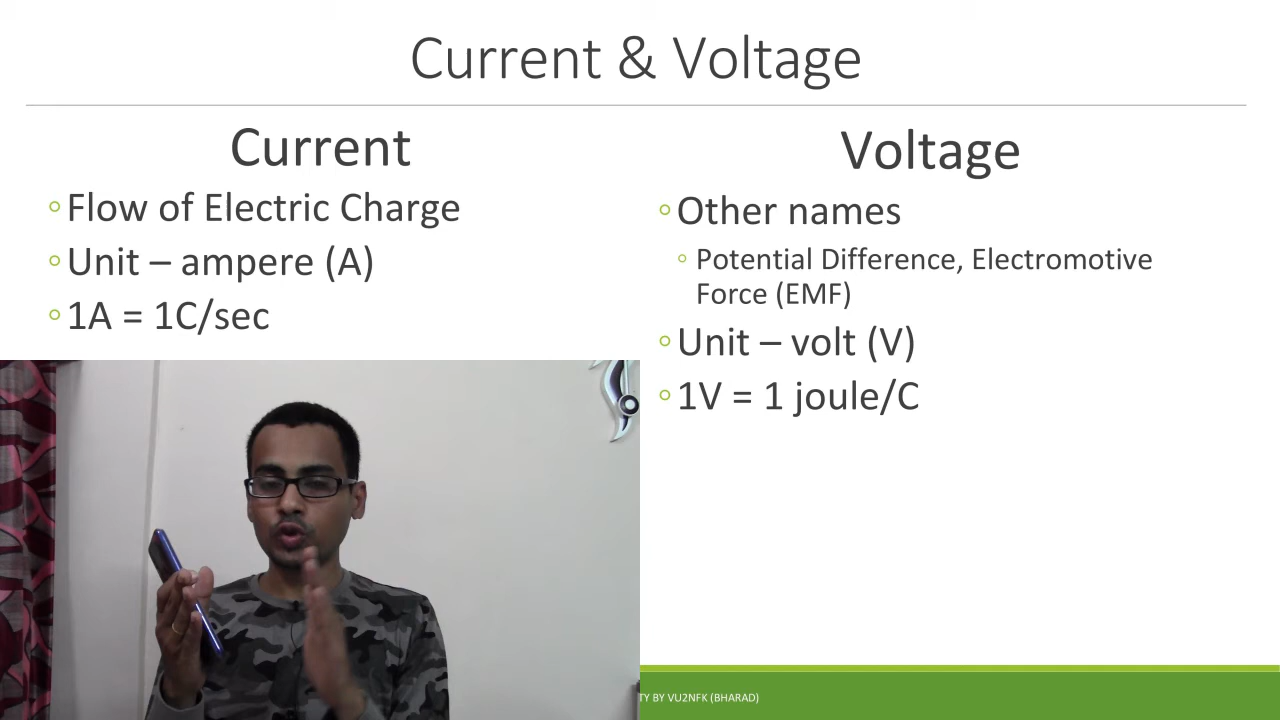 Current & Voltage
Current
Flow of Electric Charge
Unit – ampere (A)
1A = 1C/sec
Voltage
Other names
Potential Difference, Electromotive
Force (EMF)
Unit – volt (V)
1V = 1 joule/C
BY VU2NFK (BHARAD)